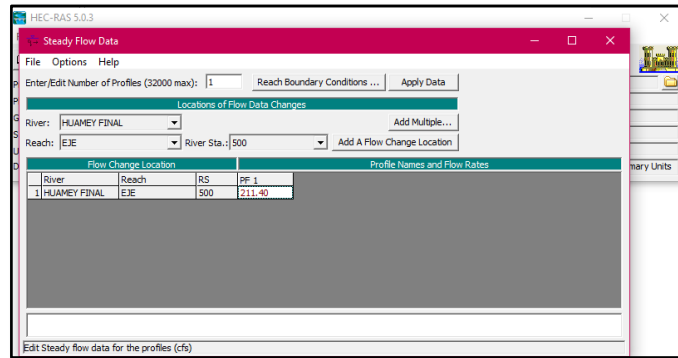 HEC-RAS 5.0.3
Steady Flow Data
File Options Help
Enter/Edit Number of Profiles (32000 max): 1 Reach Boundary Conditions ... Apply Data
Locations of Flow Data Changes
River: HUAMEY FINAL Add Multiple...
Reach: EJE River Sta.: 500 Add A Flow Change Location
Flow Change Location Profile Names and Flow Rates
River Reach RS PF 1
1 HUAMEY FINAL EJE 500 211.40
mary Units
Edit Steady flow data for the profiles (cfs)